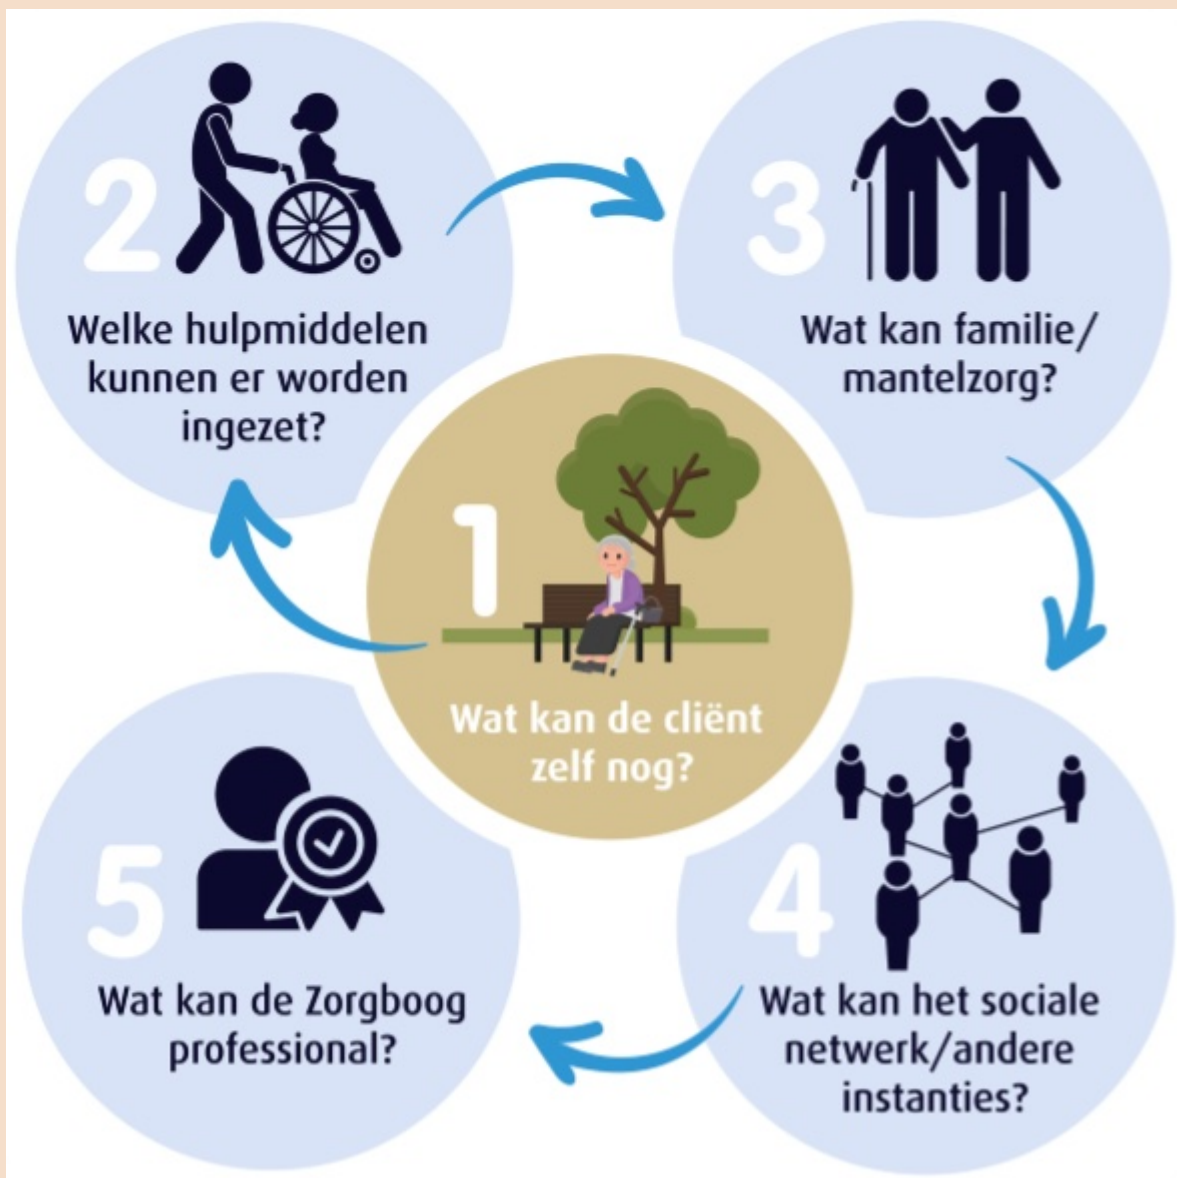 1
Wat kan de cliënt
zelf nog?
2
Welke hulpmiddelen
kunnen er worden
ingezet?
3
Wat kan familie/
mantelzorg?
4
Wat kan het sociale
netwerk/andere
instanties?
5
Wat kan de Zorgboog
professional?